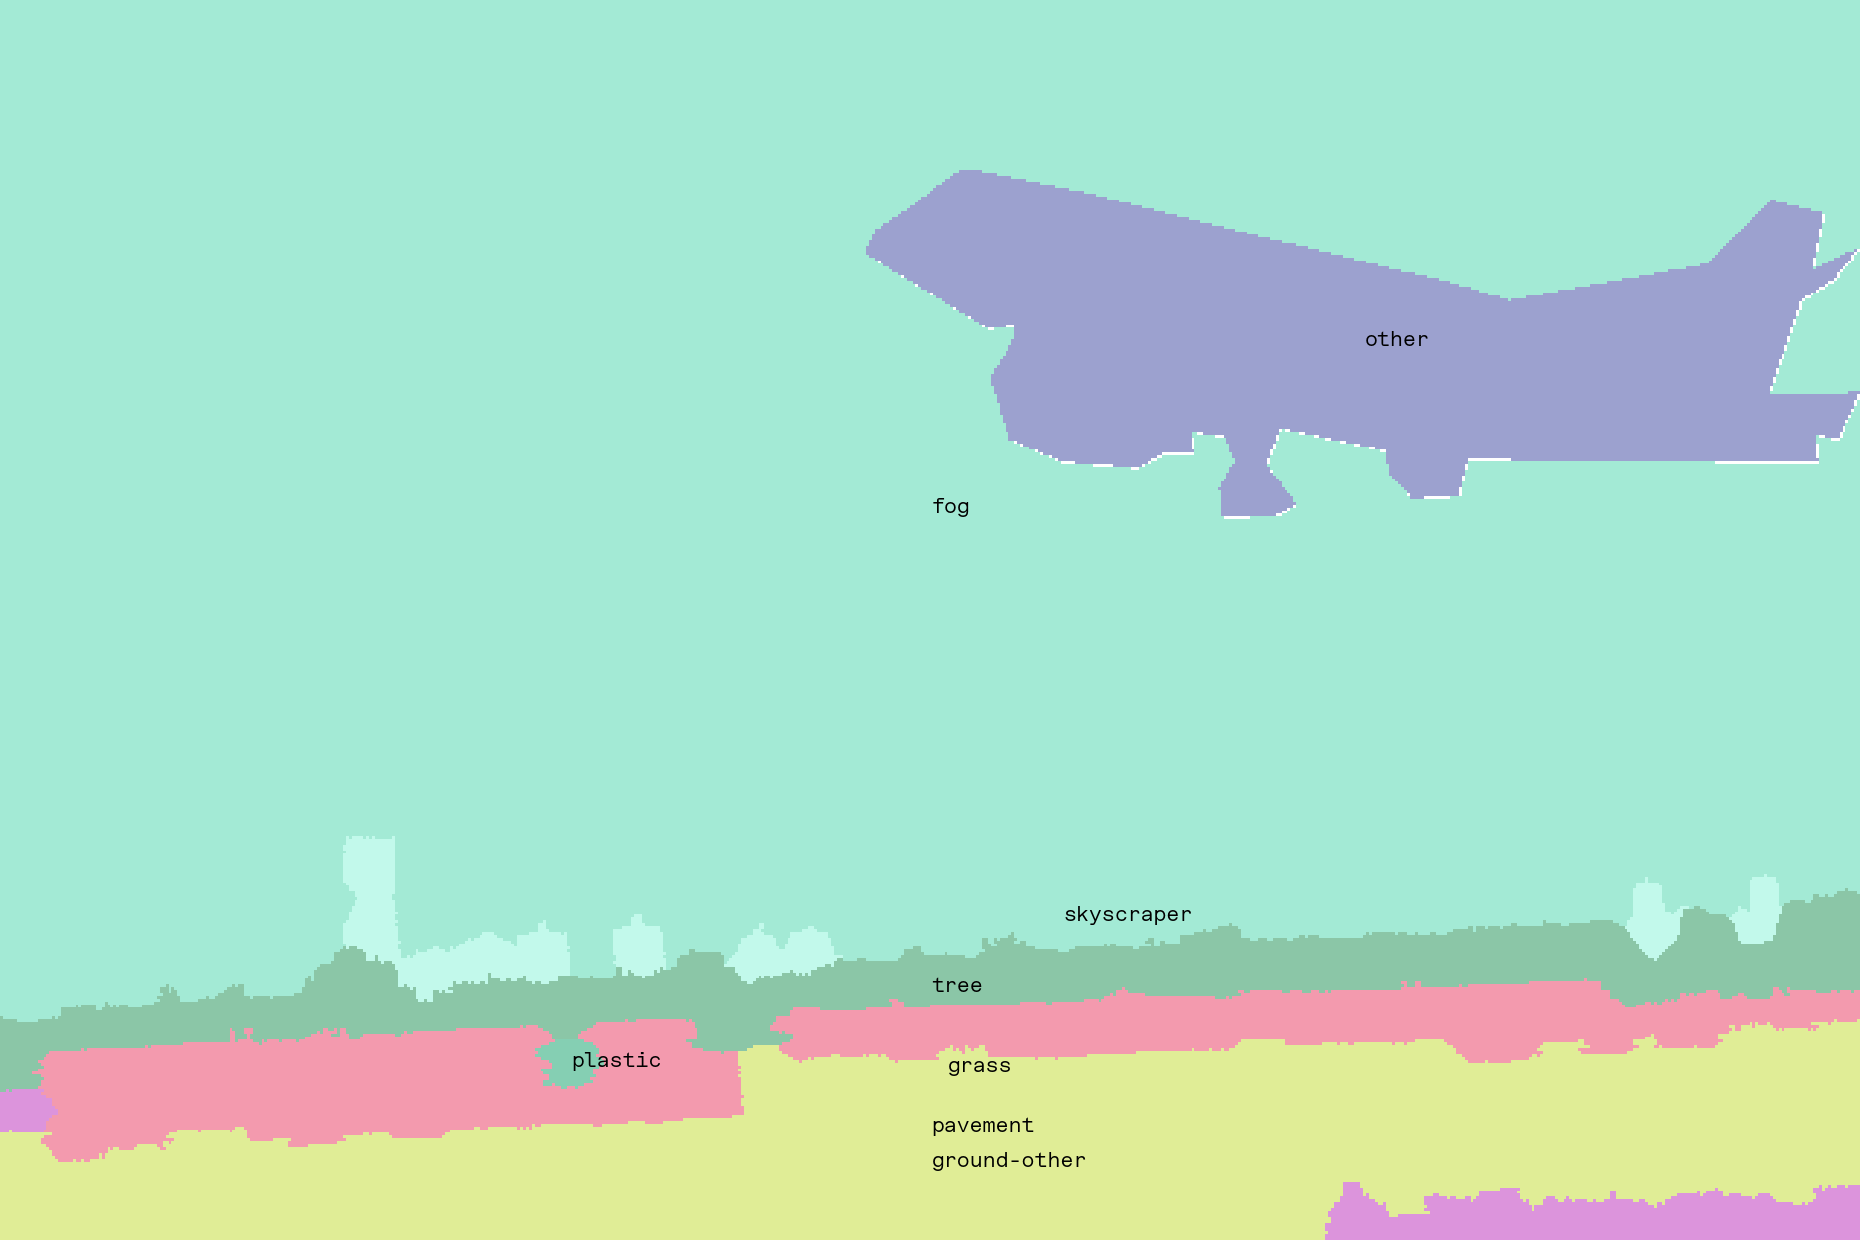 other
fog
skyscraper
tree
plastic
grass
pavement
ground-other